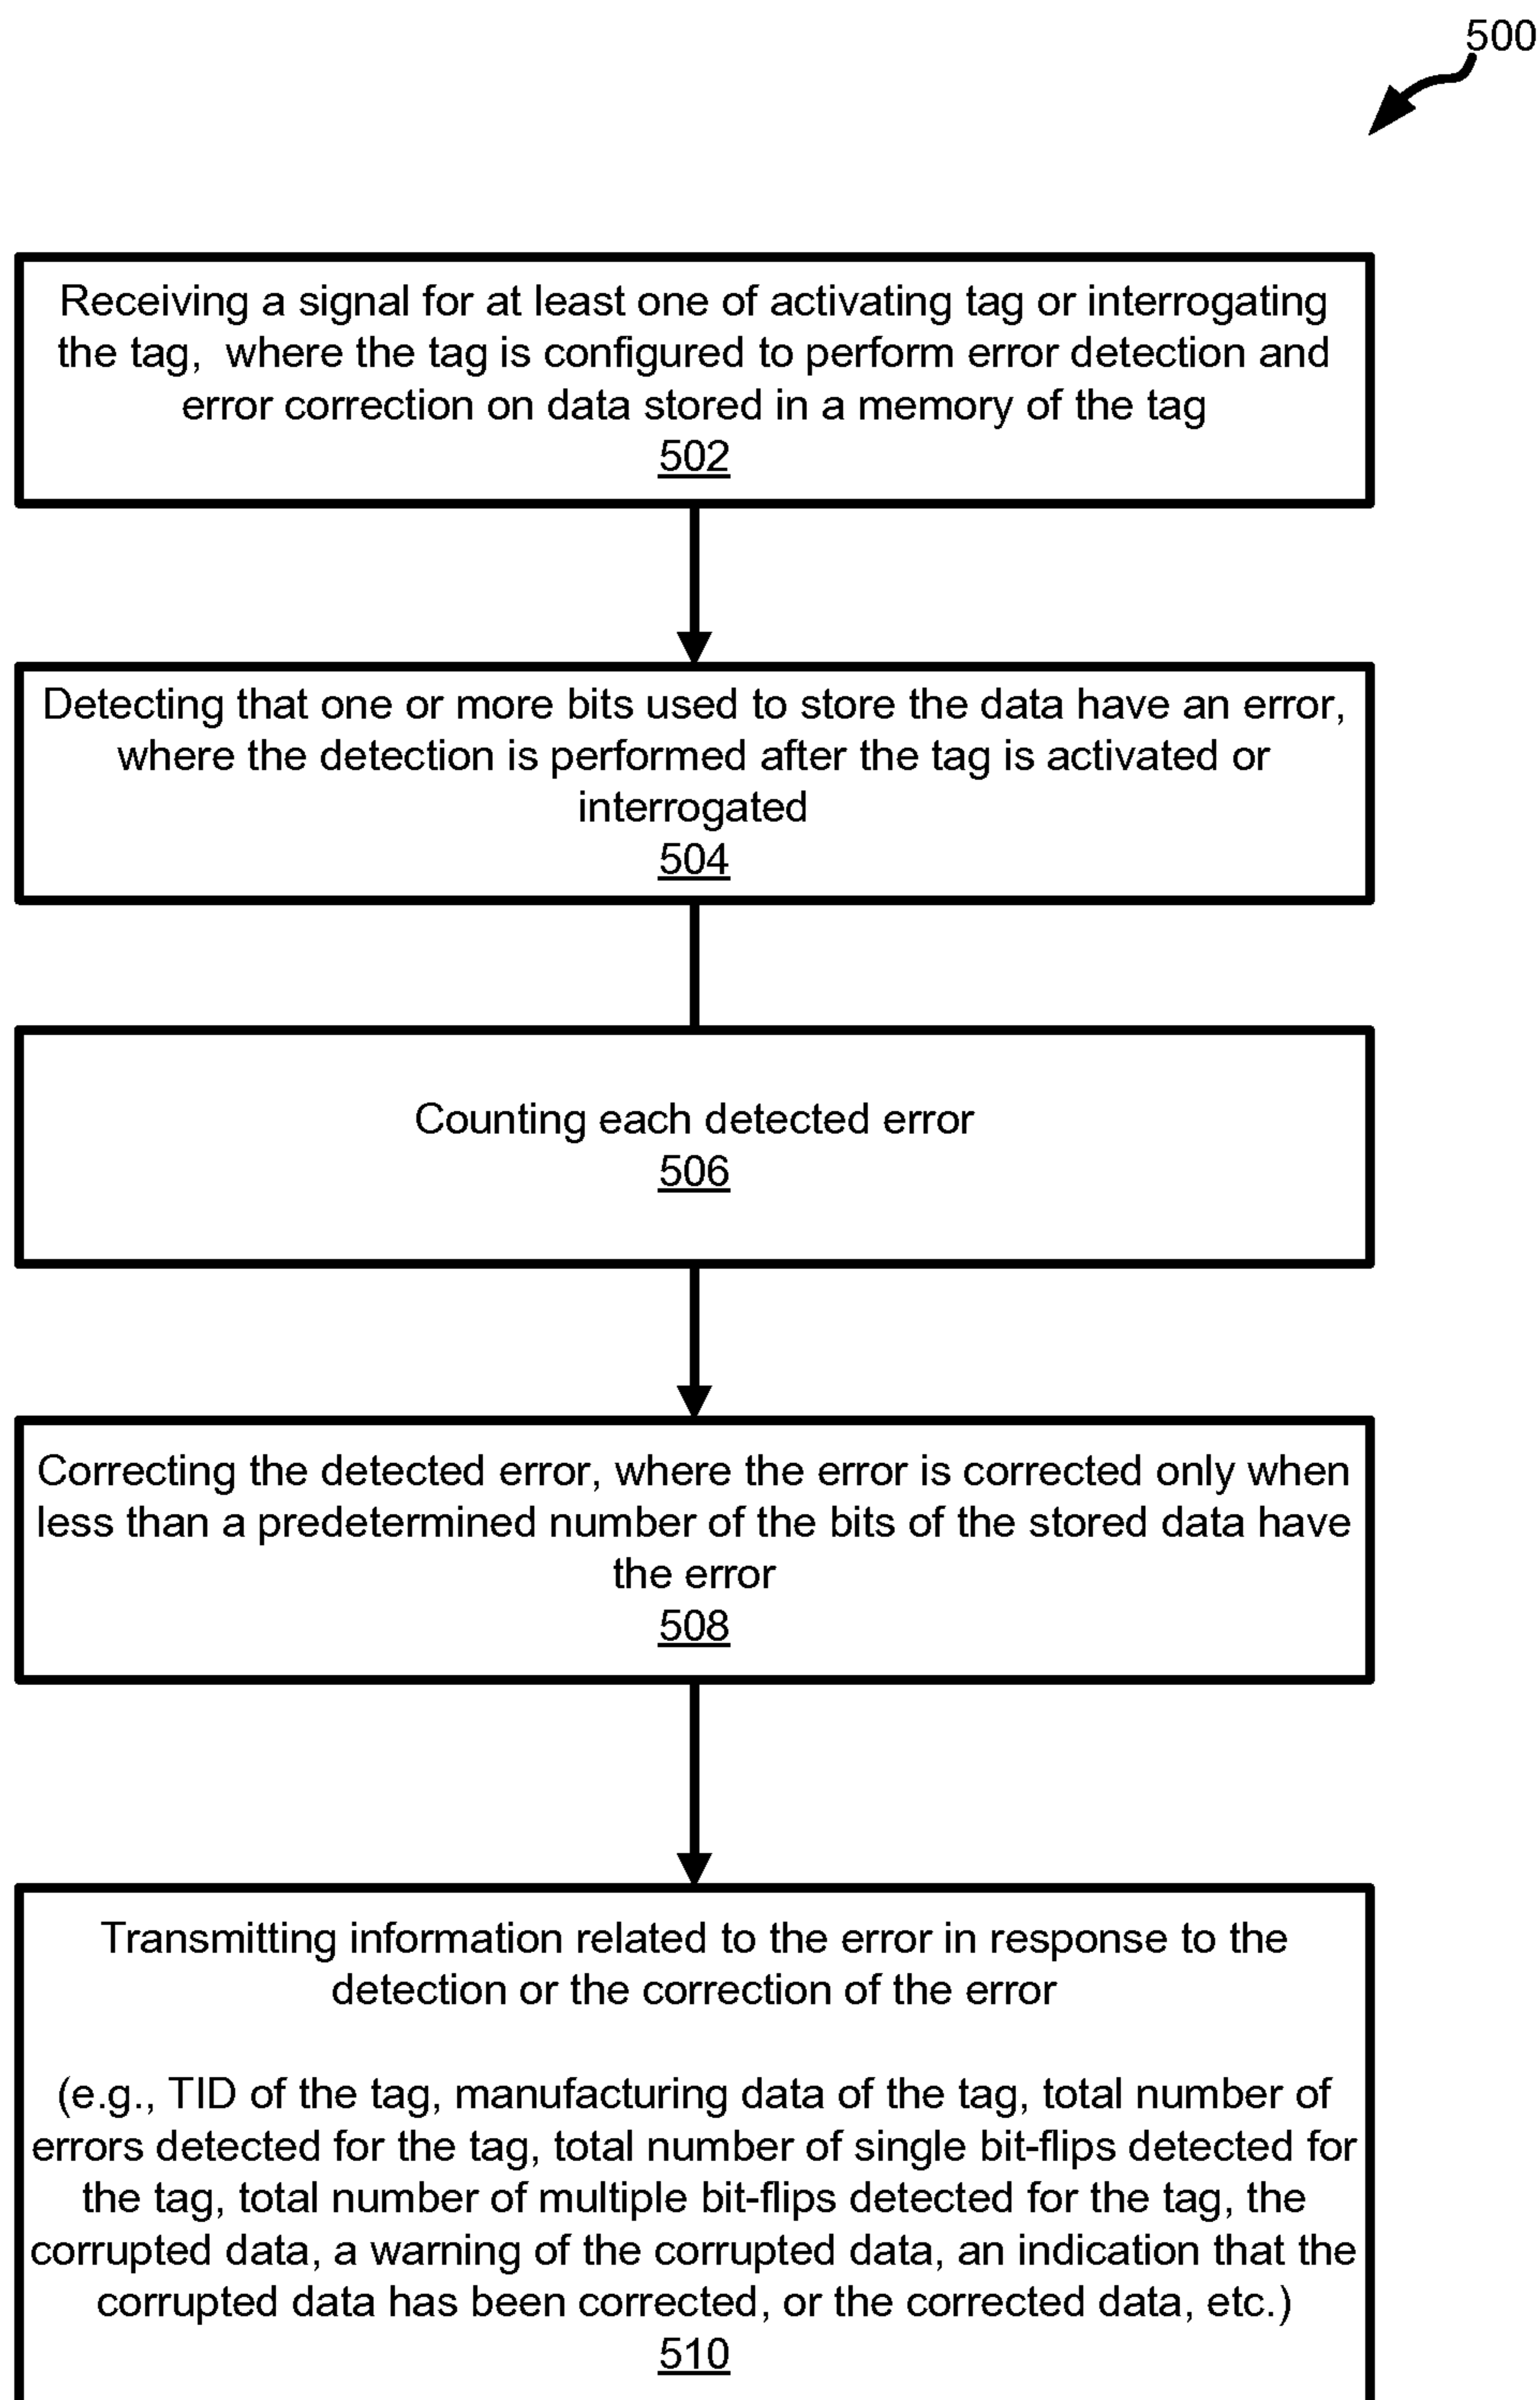 500
Receiving a signal for at least one of activating tag or interrogating
the tag,  where the tag is configured to perform error detection and
error correction on data stored in a memory of the tag
502
Detecting that one or more bits used to store the data have an error,
where the detection is performed after the tag is activated or
interrogated
504
Counting each detected error
506
Correcting the detected error, where the error is corrected only when
less than a predetermined number of the bits of the stored data have
the error
508
Transmitting information related to the error in response to the
detection or the correction of the error
(e.g., TID of the tag, manufacturing data of the tag, total number of
errors detected for the tag, total number of single bit-flips detected for
the tag, total number of multiple bit-flips detected for the tag, the
corrupted data, a warning of the corrupted data, an indication that the
corrupted data has been corrected, or the corrected data, etc.)
510